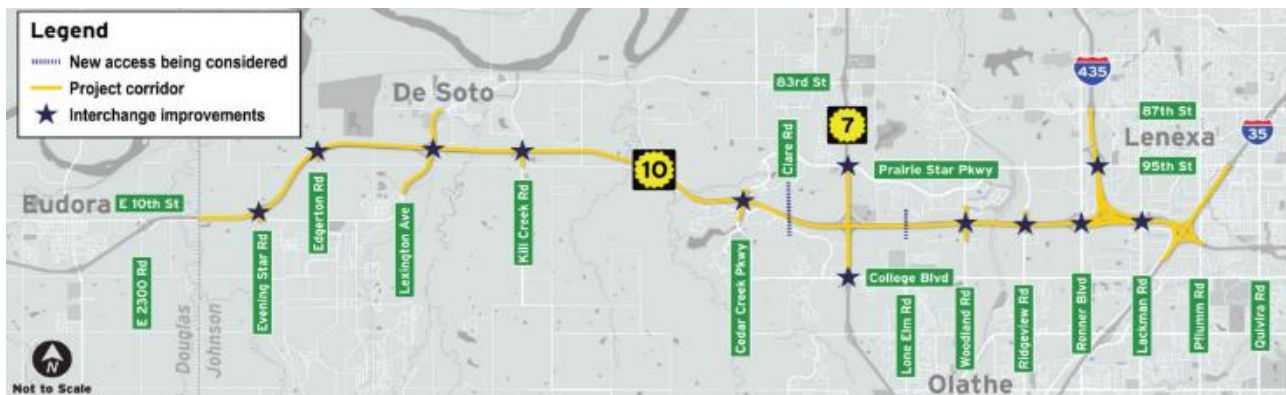 Legend
New access being considered
Project corridor
Interchange improvements
De Soto
83rd St
435
87th St
Lenexa
35
7
Clare Rd
Prairie Star Pkwy
95th St
10
Eudora
E 10th St
Edgerton Rd
Lexington Ave
Kill Creek Rd
Evening Star Rd
E 2300 Rd
Douglas
Johnson
Cedar Creek Pkwy
College Blvd
Lone Elm Rd
Woodland Rd
Ridgeview Rd
Renner Blvd
Lackman Rd
Pflumm Rd
Quivira Rd
Olathe
N
Not to Scale